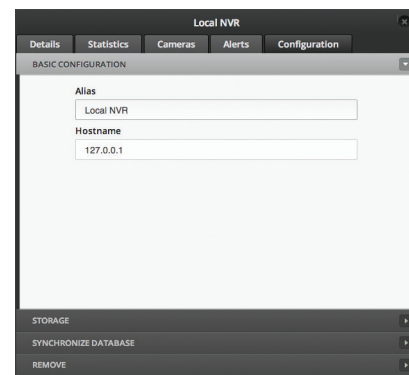 Local NVR
Details Statistics Cameras Alerts Configuration
BASIC CONFIGURATION
Alias
Local NVR
Hostname
127.0.0.1
STORAGE
SYNCHRONIZE DATABASE
REMOVE